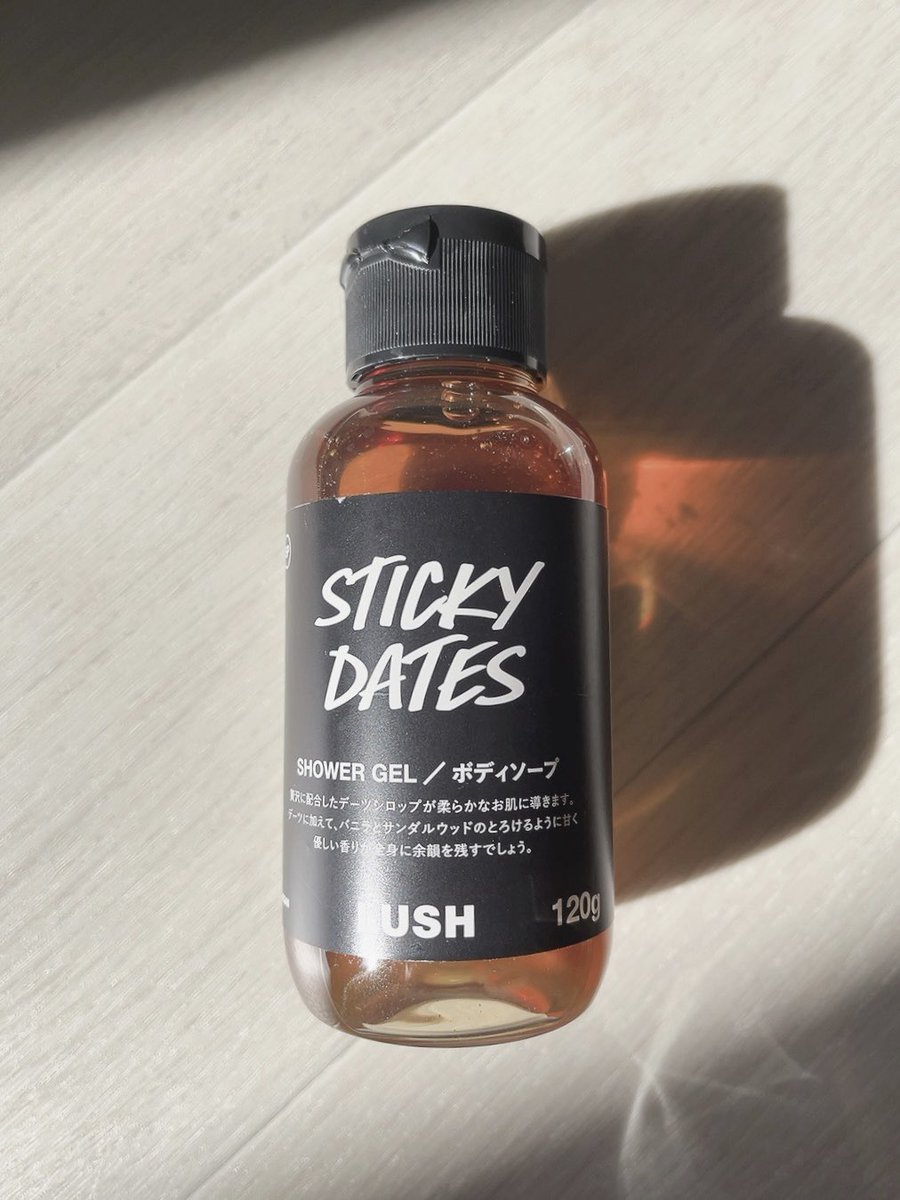 STICKY
DATES
SHOWER GEL / ボディソープ
贅沢に配合したデーツシロップが柔らかなお肌に導きます。
デーツに加えて、バニラとサンダルウッドのとろけるように甘く
優しい香りが全身に余韻を残すでしょう。
LUSH
120g